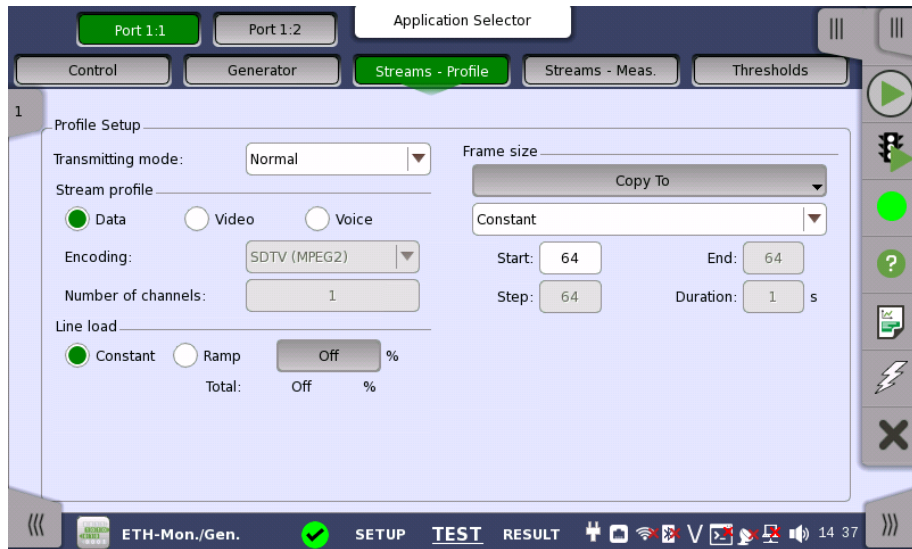 Port 1:1 Port 1:2 Application Selector
Control Generator Streams - Profile Streams - Meas. Thresholds
1
Profile Setup
Transmitting mode: Normal
Stream profile
Data Video Voice
Encoding: SDTV (MPEG2)
Number of channels: 1
Line load
Constant Ramp Off %
Total: Off %
Frame size
Copy To
Constant
Start: 64 End: 64
Step: 64 Duration: 1 s
ETH-Mon./Gen. SETUP TEST RESULT V 14 37